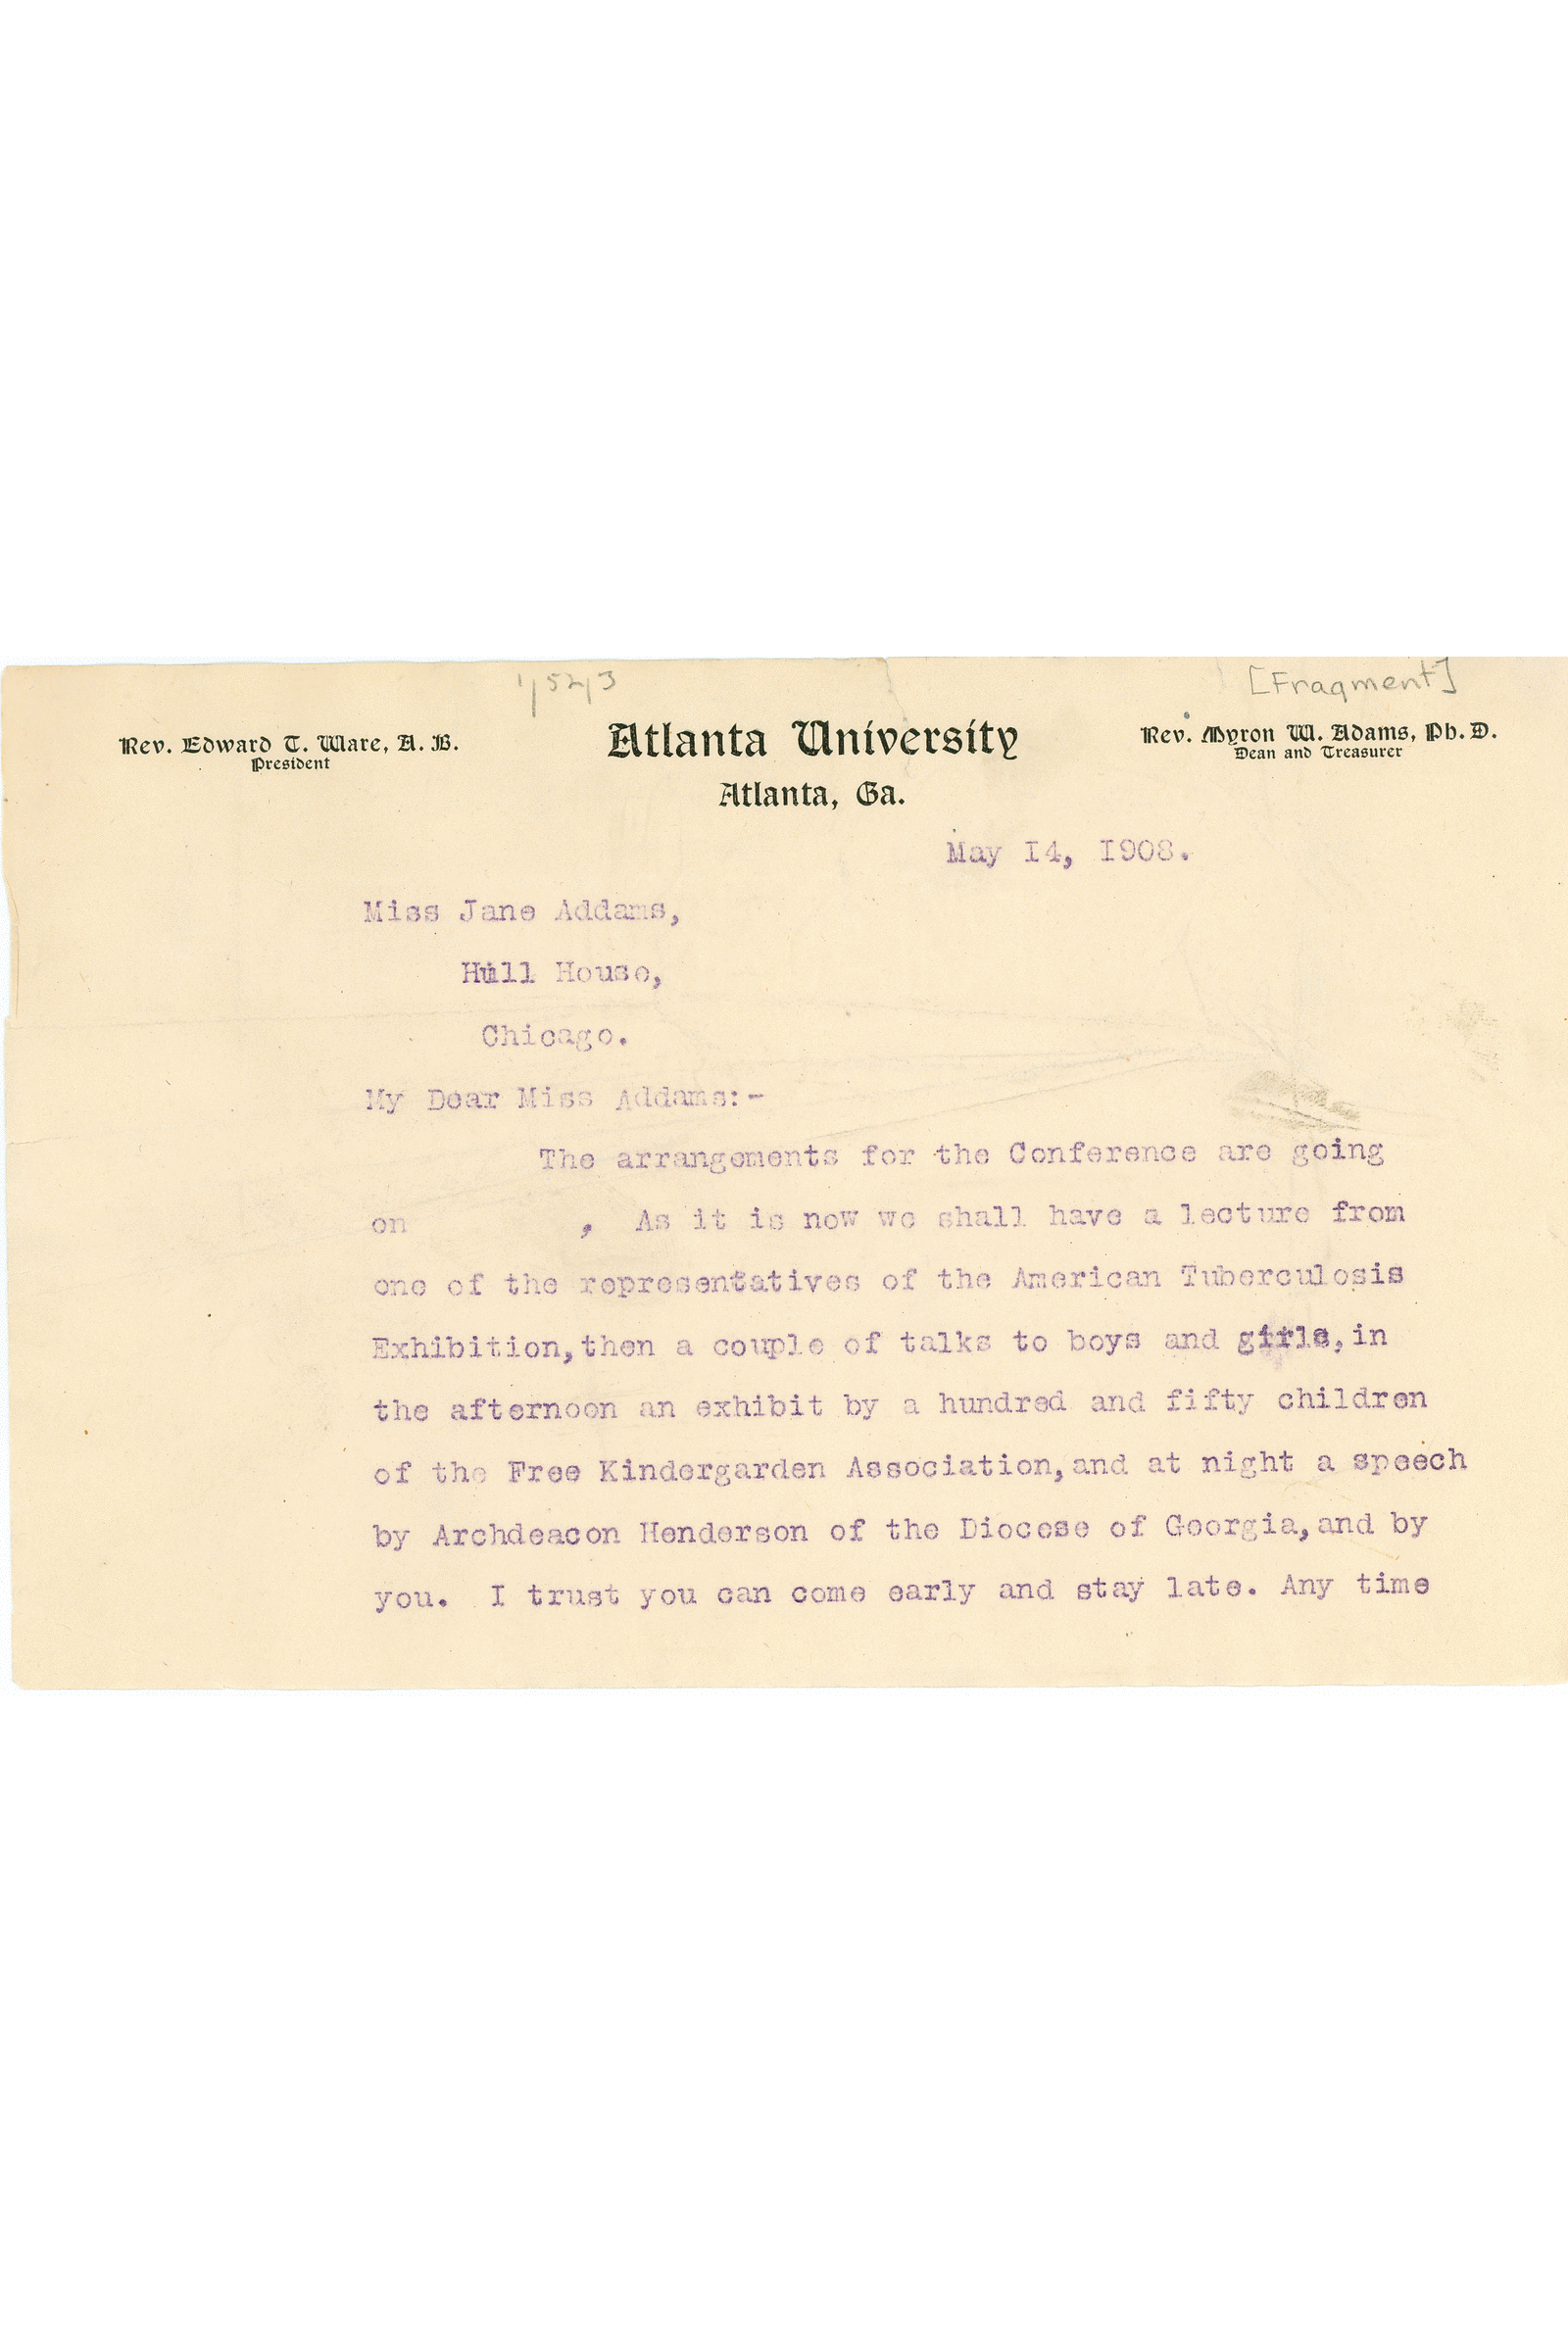 1/52/3
[Fragment]
Rev. Edward T. Ware, A. B.
President
Atlanta University
Atlanta, Ga.
Rev. Myron W. Adams, Ph. D.
Dean and Treasurer
May I4, I908.
Miss Jane Addams,
Hull House,
Chicago.
My Dear Miss Addams:-
The arrangements for the Conference are going
on , As it is now we shall have a lecture from
one of the representatives of the American Tuberculosis
Exhibition,then a couple of talks to boys and girls,in
the afternoon an exhibit by a hundred and fifty children
of the Free Kindergarden Association,and at night a speech
by Archdeacon Henderson of the Diocese of Georgia,and by
you. I trust you can come early and stay late. Any time